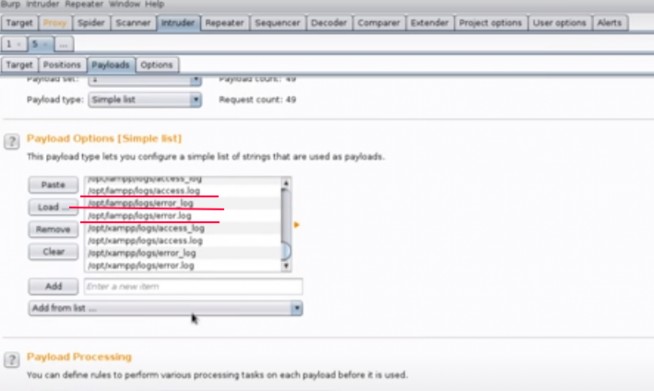 Burp Intruder Repeater Window Help
Target Proxy Spider Scanner Intruder Repeater Sequencer Decoder Comparer Extender Project options User options Alerts
1 × 5 × ...
Target Positions Payloads Options
Payload set: 1 Payload count: 49
Payload type: Simple list Request count: 49
? Payload Options [Simple list]
This payload type lets you configure a simple list of strings that are used as payloads.
Paste
Load ...
Remove
Clear
/opt/lampp/logs/access_log
/opt/lampp/logs/access.log
/opt/lampp/logs/error_log
/opt/lampp/logs/error.log
/opt/xampp/logs/access_log
/opt/xampp/logs/access.log
/opt/xampp/logs/error_log
/opt/xampp/logs/error.log
Add Enter a new item
Add from list ...
? Payload Processing
You can define rules to perform various processing tasks on each payload before it is used.